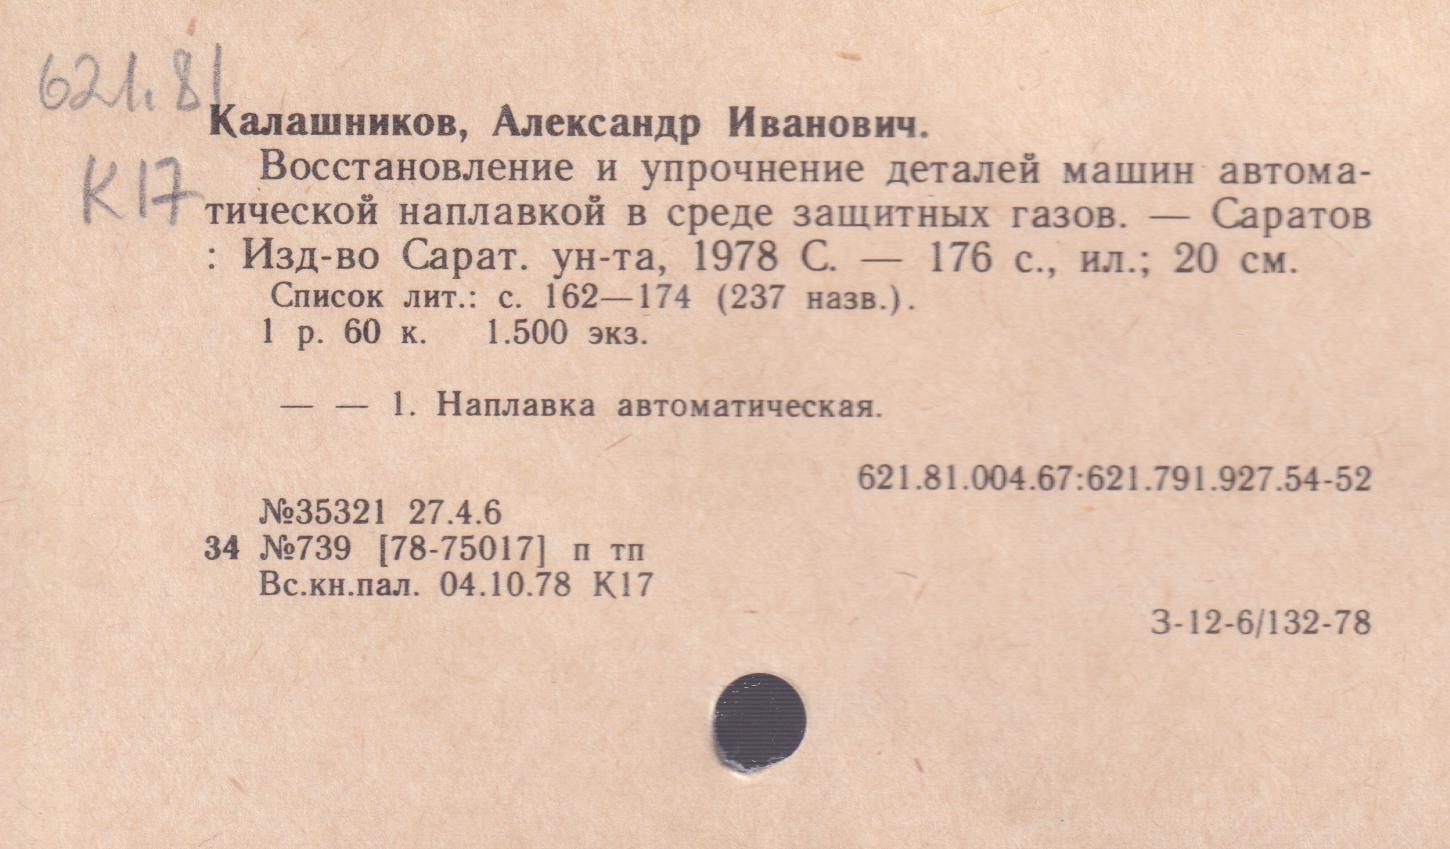 621.81
Калашников, Александр Иванович.
К17
Восстановление и упрочнение деталей машин автома-
тической наплавкой в среде защитных газов. — Саратов
: Изд-во Сарат. ун-та, 1978 С. — 176 с., ил.; 20 см.
Список лит.: с. 162—174 (237 назв.).
1 р. 60 к. 1.500 экз.
— — 1. Наплавка автоматическая.
621.81.004.67:621.791.927.54-52
№35321 27.4.6
34 №739 [78-75017] п тп
Вс.кн.пал. 04.10.78 К17
З-12-6/132-78